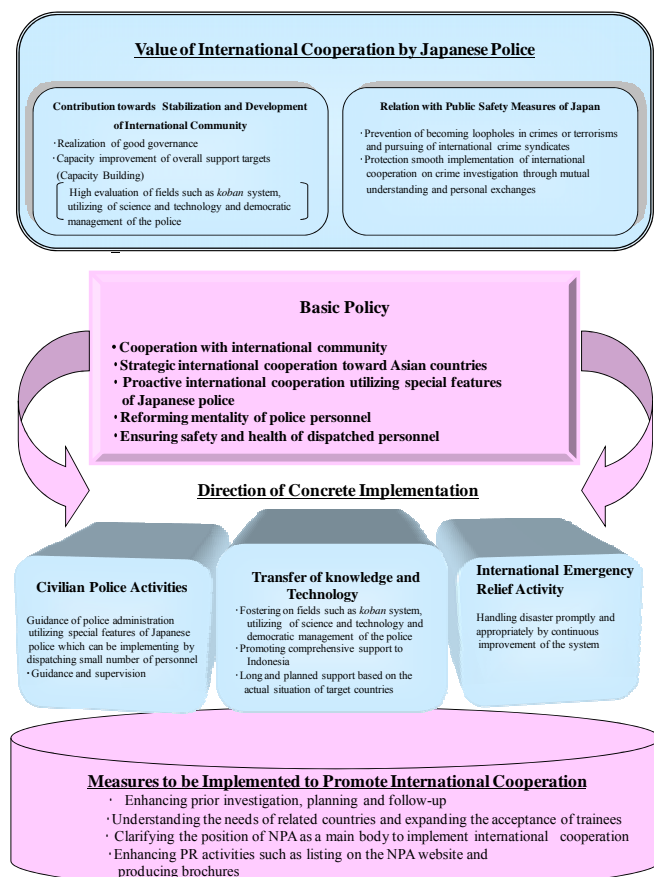 Value of International Cooperation by Japanese Police
Contribution towards Stabilization and Development
of International Community
·Realization of good governance
·Capacity improvement of overall support targets
(Capacity Building)
High evaluation of fields such as koban system,
utilizing of science and technology and democratic
management of the police
Relation with Public Safety Measures of Japan
·Prevention of becoming loopholes in crimes or terrorisms
and pursuing of international crime syndicates
·Protection smooth implementation of international
cooperation on crime investigation through mutual
understanding and personal exchanges
Basic Policy
・Cooperation with international community
・Strategic international cooperation toward Asian countries
・Proactive international cooperation utilizing special features
of Japanese police
・Reforming mentality of police personnel
・Ensuring safety and health of dispatched personnel
Direction of Concrete Implementation
Civilian Police Activities
Guidance of police administration
utilizing special features of Japanese
police which can be implementing by
dispatching small number of personnel
・Guidance and supervision
Transfer of knowledge and
Technology
・Fostering on fields such as koban system,
utilizing of science and technology and
democratic management of the police
・Promoting comprehensive support to
Indonesia
・Long and planned support based on the
actual situation of target countries
International Emergency
Relief Activity
Handling disaster promptly and
appropriately by continuous
improvement of the system
Measures to be Implemented to Promote International Cooperation
· Enhancing prior investigation, planning and follow-up
·Understanding the needs of related countries and expanding the acceptance of trainees
· Clarifying the position of NPA as a main body to implement international cooperation
·Enhancing PR activities such as listing on the NPA website and
producing brochures